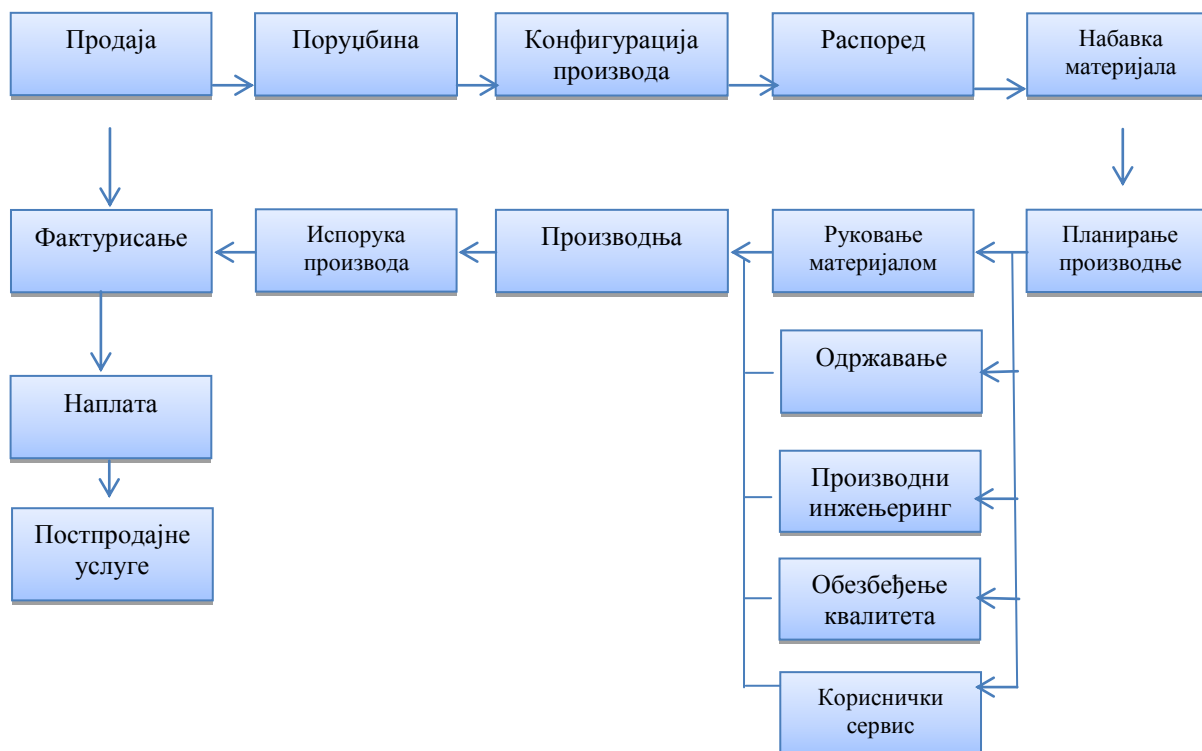 Продаја
Поруџбина
Конфигурација
производа
Распоред
Набавка
материјала
Фактурисање
Испорука
производа
Производња
Руковање
материјалом
Планирање
производње
Одржавање
Наплата
Производни
инжењеринг
Постпродајне
услуге
Обезбеђење
квалитета
Кориснички
сервис